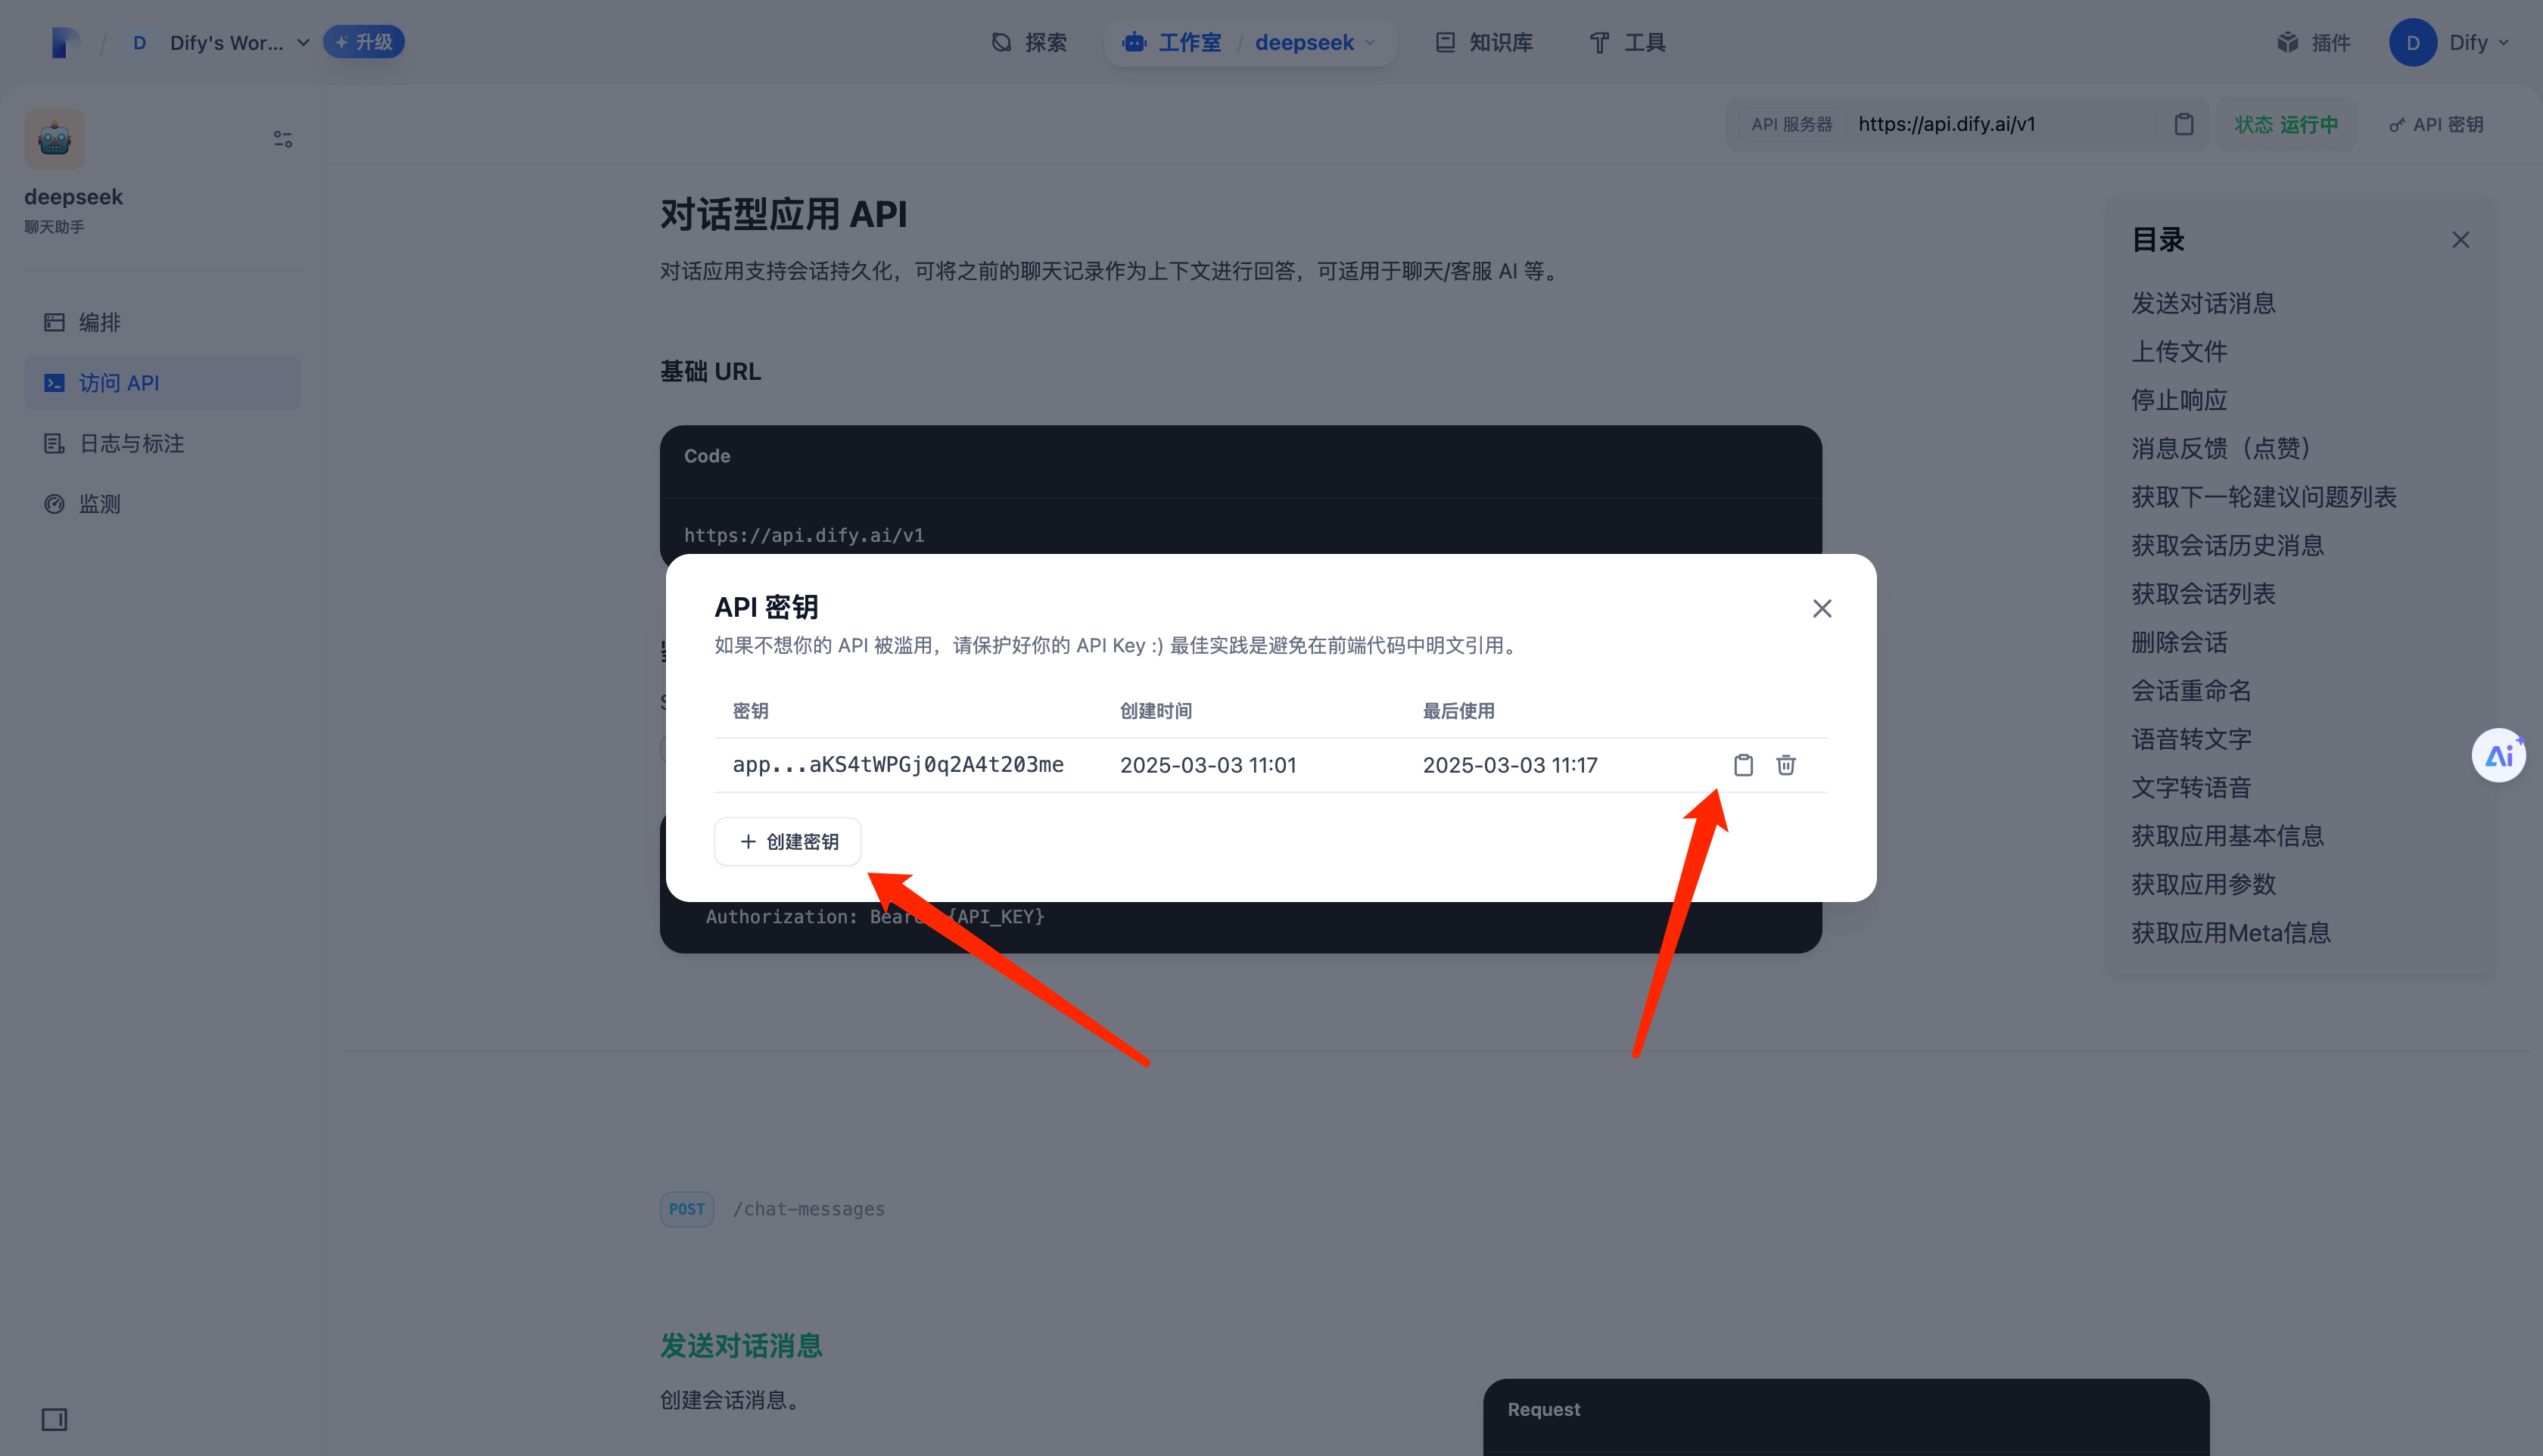 / D Dify's Wor... 升级
探索
工作室 / deepseek
知识库
工具
插件
D Dify
deepseek
聊天助手
编排
访问 API
日志与标注
监测
API 服务器 https://api.dify.ai/v1
状态 运行中
API 密钥
对话型应用 API
对话应用支持会话持久化，可将之前的聊天记录作为上下文进行回答，可适用于聊天/客服 AI 等。
基础 URL
Code
https://api.dify.ai/v1
API 密钥
如果不想你的 API 被滥用，请保护好你的 API Key :) 最佳实践是避免在前端代码中明文引用。
密钥 创建时间 最后使用
app...aKS4tWPGj0q2A4t203me 2025-03-03 11:01 2025-03-03 11:17
+ 创建密钥
Authorization: {API_KEY}
POST /chat-messages
发送对话消息
创建会话消息。
Request
目录
发送对话消息
上传文件
停止响应
消息反馈（点赞）
获取下一轮建议问题列表
获取会话历史消息
获取会话列表
删除会话
会话重命名
语音转文字
文字转语音
获取应用基本信息
获取应用参数
获取应用Meta信息
Ai